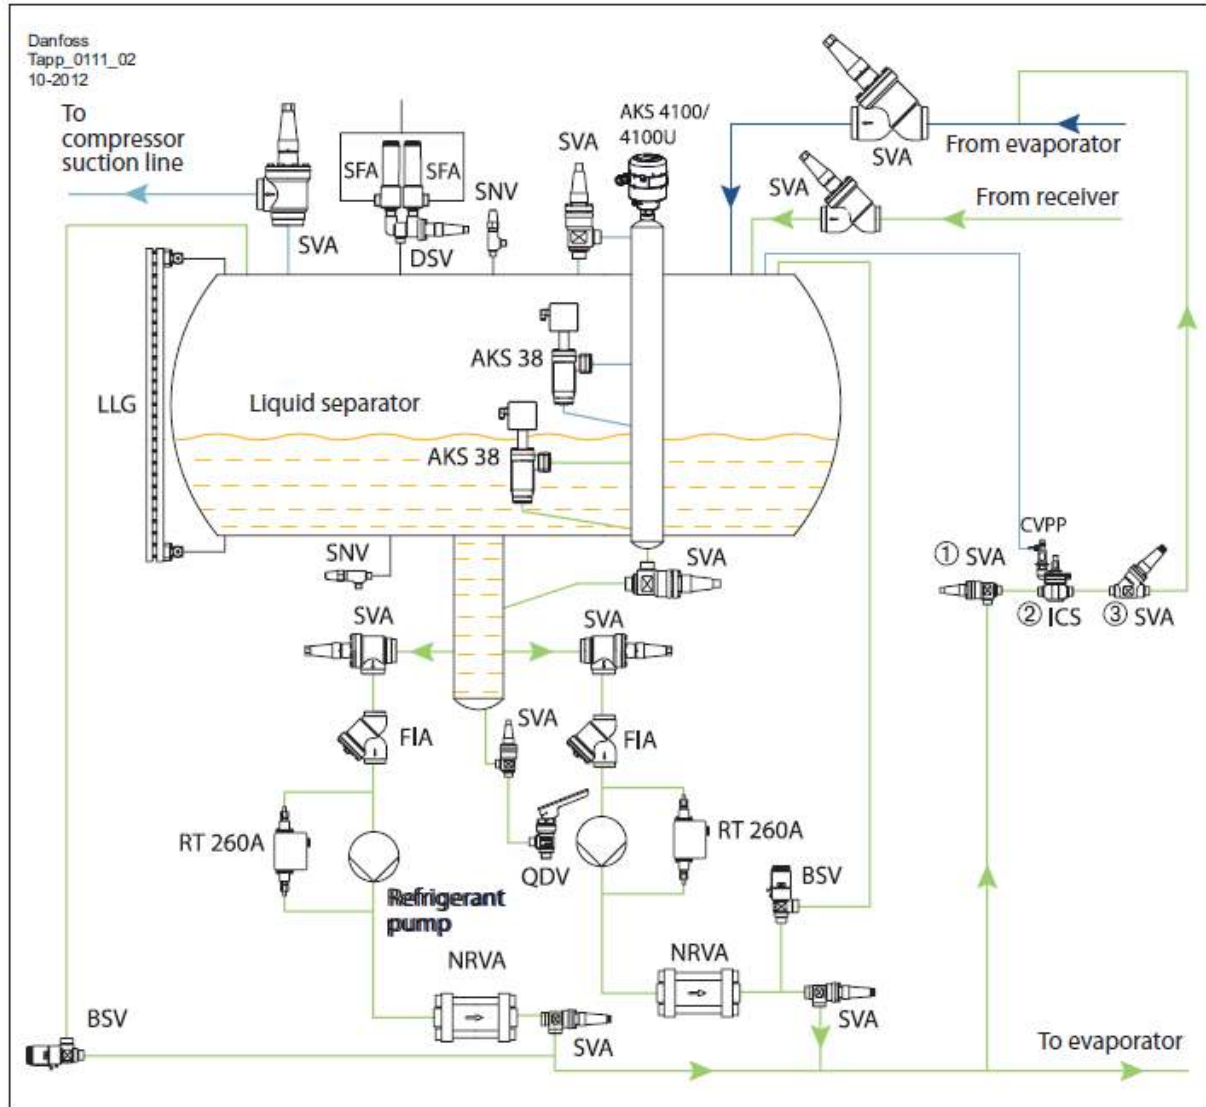 Danfoss
Tapp_0111_02
10-2012
To
compressor
suction line
SVA
SFA
SFA
DSV
SNV
SVA
AKS 4100/
4100U
SVA
From evaporator
SVA
From receiver
LLG
Liquid separator
AKS 38
AKS 38
SNV
SVA
CVPP
① SVA
② ICS
③ SVA
SVA
SVA
FIA
SVA
FIA
RT 260A
QDV
RT 260A
Refrigerant
pump
BSV
NRVA
NRVA
BSV
SVA
SVA
To evaporator